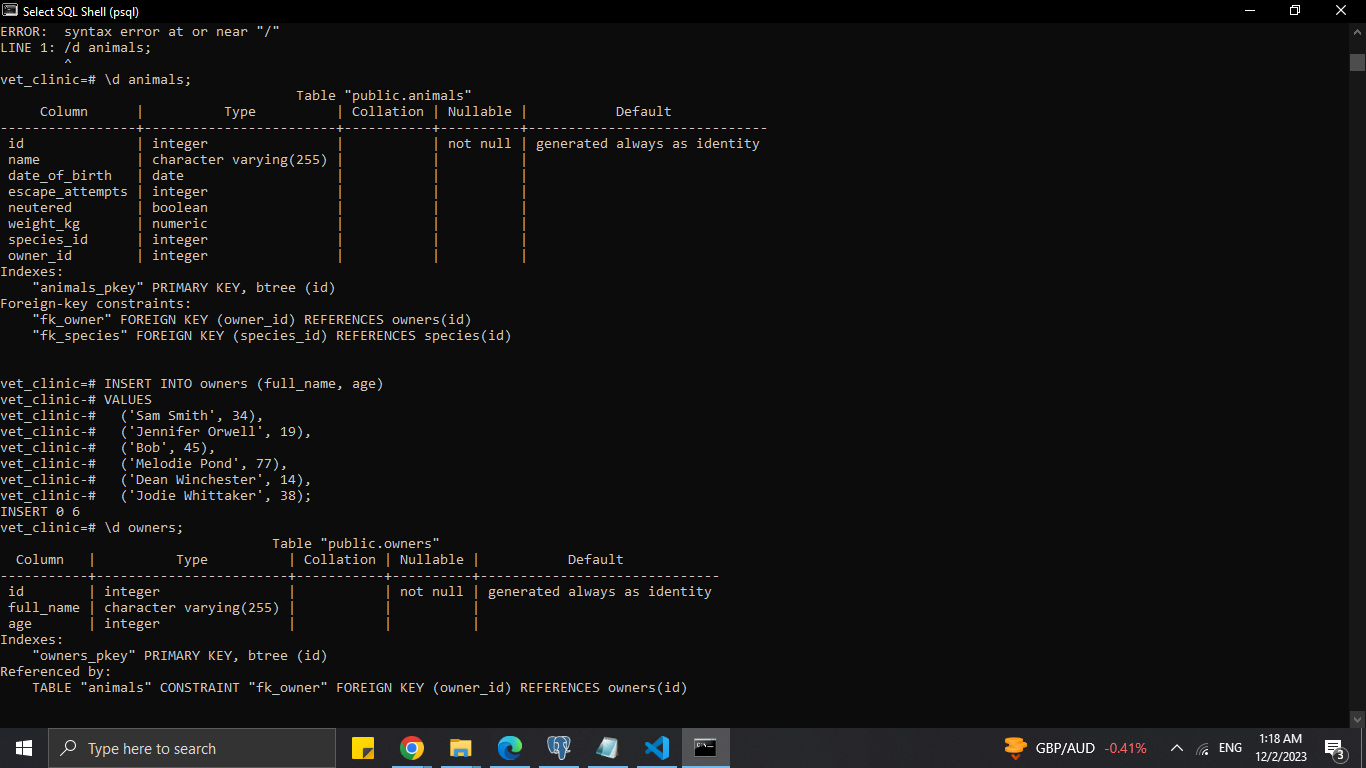 Select SQL Shell (psql)
ERROR:  syntax error at or near "/"
LINE 1: /d animals;
        ^
vet_clinic=# \d animals;
                                     Table "public.animals"
     Column      |          Type          | Collation | Nullable |           Default
-----------------+------------------------+-----------+----------+------------------------------
 id              | integer                |           | not null | generated always as identity
 name            | character varying(255) |           |          |
 date_of_birth   | date                   |           |          |
 escape_attempts | integer                |           |          |
 neutered        | boolean                |           |          |
 weight_kg       | numeric                |           |          |
 species_id      | integer                |           |          |
 owner_id        | integer                |           |          |
Indexes:
    "animals_pkey" PRIMARY KEY, btree (id)
Foreign-key constraints:
    "fk_owner" FOREIGN KEY (owner_id) REFERENCES owners(id)
    "fk_species" FOREIGN KEY (species_id) REFERENCES species(id)
vet_clinic=# INSERT INTO owners (full_name, age)
vet_clinic-# VALUES
vet_clinic-#   ('Sam Smith', 34),
vet_clinic-#   ('Jennifer Orwell', 19),
vet_clinic-#   ('Bob', 45),
vet_clinic-#   ('Melodie Pond', 77),
vet_clinic-#   ('Dean Winchester', 14),
vet_clinic-#   ('Jodie Whittaker', 38);
INSERT 0 6
vet_clinic=# \d owners;
                                  Table "public.owners"
  Column   |          Type          | Collation | Nullable |           Default
-----------+------------------------+-----------+----------+------------------------------
 id        | integer                |           | not null | generated always as identity
 full_name | character varying(255) |           |          |
 age       | integer                |           |          |
Indexes:
    "owners_pkey" PRIMARY KEY, btree (id)
Referenced by:
    TABLE "animals" CONSTRAINT "fk_owner" FOREIGN KEY (owner_id) REFERENCES owners(id)
Type here to search
GBP/AUD -0.41%
ENG
1:18 AM
12/2/2023
3